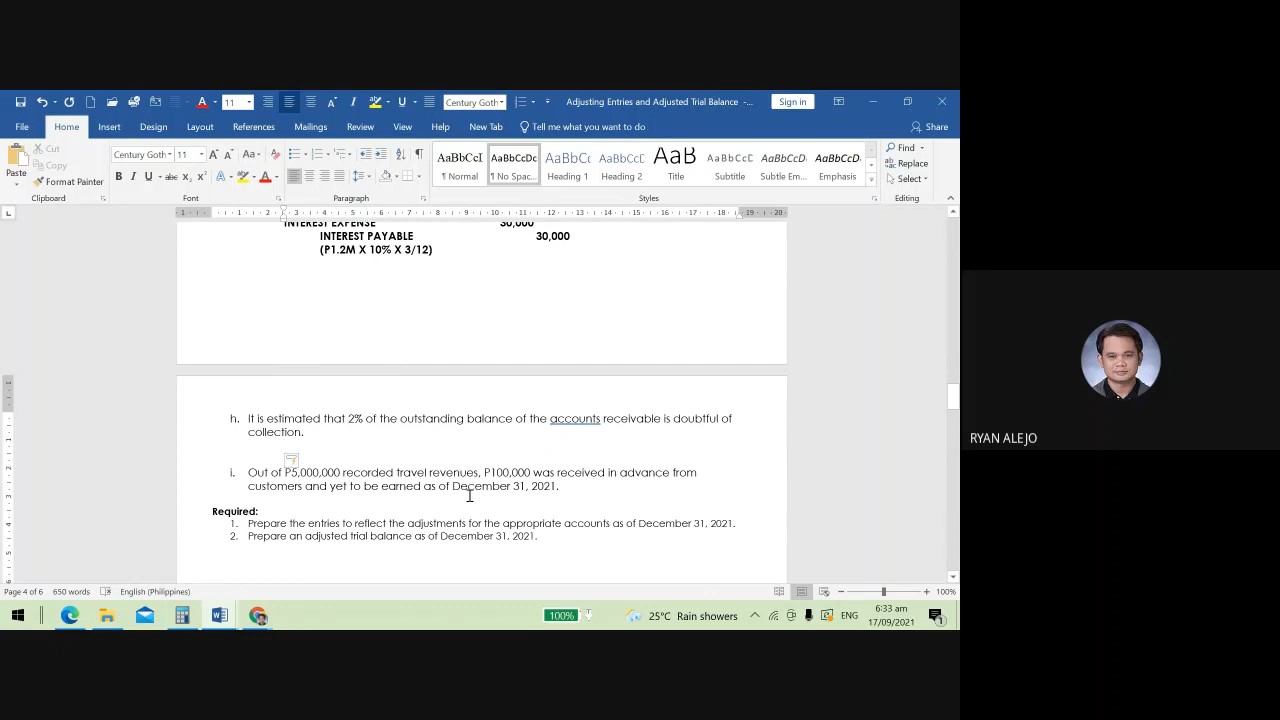 11
Century Goth
Adjusting Entries and Adjusted Trial Balance -...
Sign in
File
Home
Insert
Design
Layout
References
Mailings
Review
View
Help
New Tab
Tell me what you want to do
Share
Paste
Cut
Copy
Format Painter
Clipboard
Century Goth
11
Font
Paragraph
AaBbCcI
¶ Normal
AaBbCcDc
¶ No Spac...
AaBbCc
Heading 1
AaBbCcI
Heading 2
AaB
Title
AaBbCcD
Subtitle
AaBbCcD
Subtle Em...
AaBbCcD.
Emphasis
Styles
Find
Replace
Select
Editing
INTEREST EXPENSE 30,000
INTEREST PAYABLE 30,000
(P1.2M X 10% X 3/12)
h. It is estimated that 2% of the outstanding balance of the accounts receivable is doubtful of
collection.
i. Out of P5,000,000 recorded travel revenues, P100,000 was received in advance from
customers and yet to be earned as of December 31, 2021.
Required:
1. Prepare the entries to reflect the adjustments for the appropriate accounts as of December 31, 2021.
2. Prepare an adjusted trial balance as of December 31, 2021.
RYAN ALEJO
Page 4 of 6 650 words English (Philippines) 100%
100% 25°C Rain showers ENG
6:33 am
17/09/2021